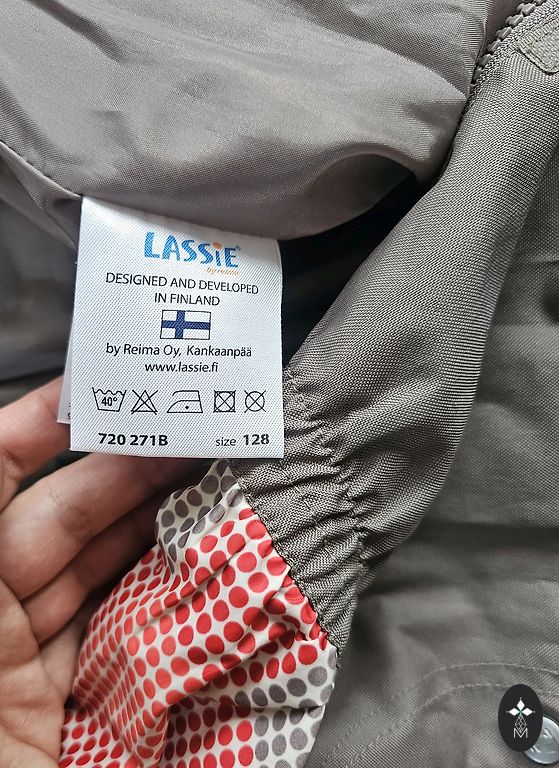 LASSiE®
by reima
DESIGNED AND DEVELOPED
IN FINLAND
by Reima Oy, Kankaanpää
www.lassie.fi
40°
720 271B size 128
M